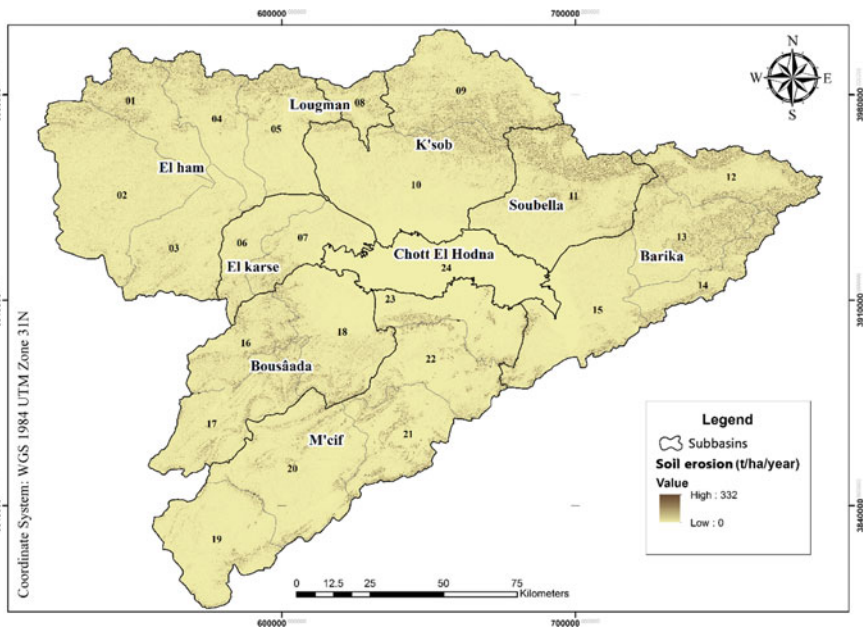 600000
700000
N
W
E
S
01
04
05
Lougman
08
09
3980000
El ham
K'sob
02
10
12
Soubella
11
13
06
07
03
El karse
Chott El Hodna
24
Barika
14
23
15
3910000
16
18
22
Bousâada
17
M'cif
21
20
19
Legend
Subbasins
Soil erosion (t/ha/year)
Value
High : 332
Low : 0
3840000
Coordinate System: WGS 1984 UTM Zone 31N
0 12.5 25 50 75
Kilometers
600000
700000